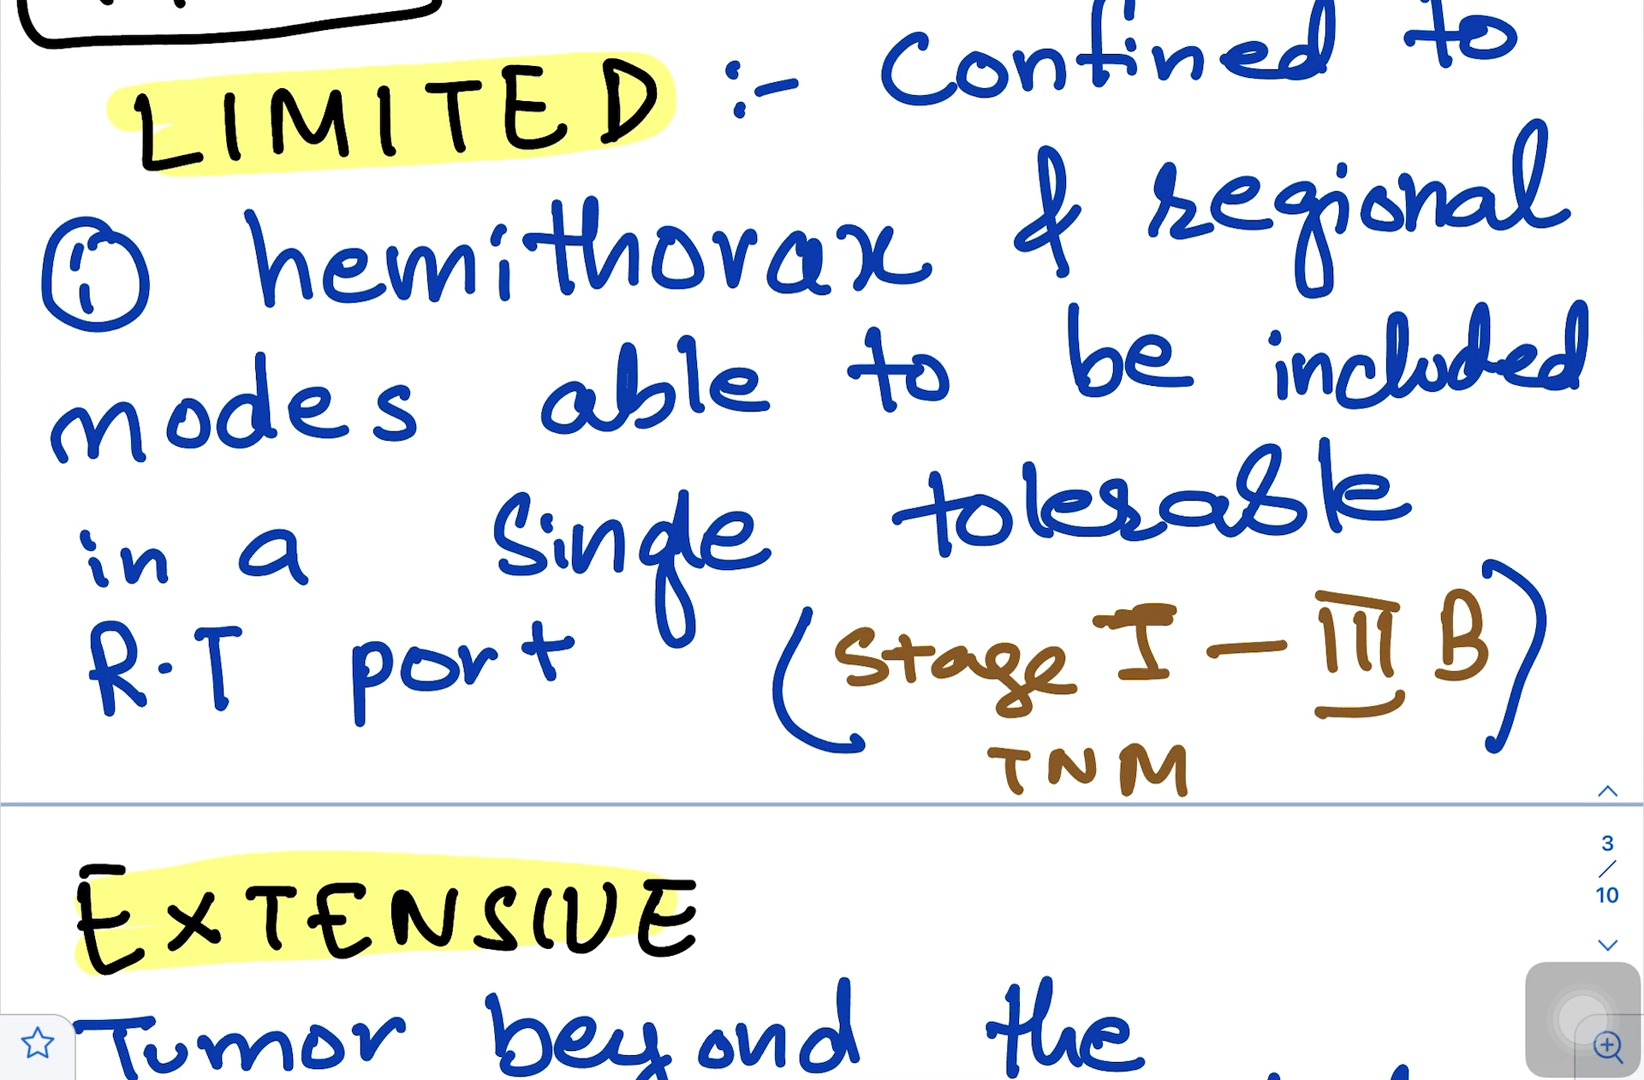 LIMITED :- Confined to
① hemithorax & regional
nodes able to be included
in a single tolerable
R.T port (Stage I - III B)
TNM
EXTENSIVE
Tumor beyond the
3
/
10